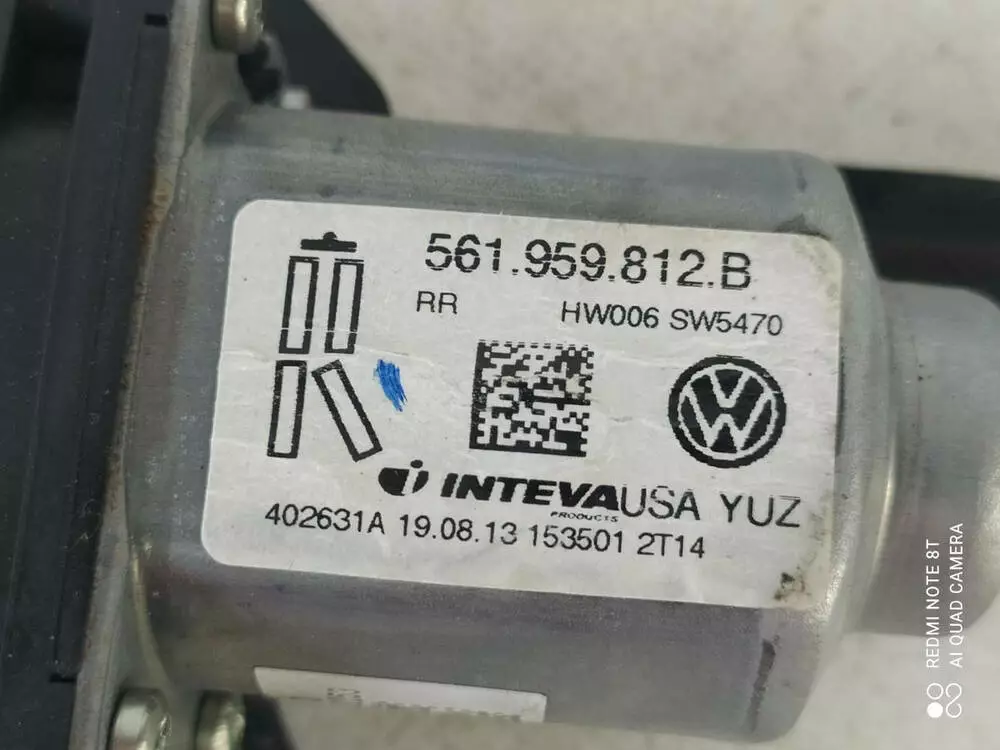 561.959.812.B
RR
HW006 SW5470
INTEVA USA YUZ
PRODUCTS
402631A 19.08.13 153501 2T14
REDMI NOTE 8T
AI QUAD CAMERA